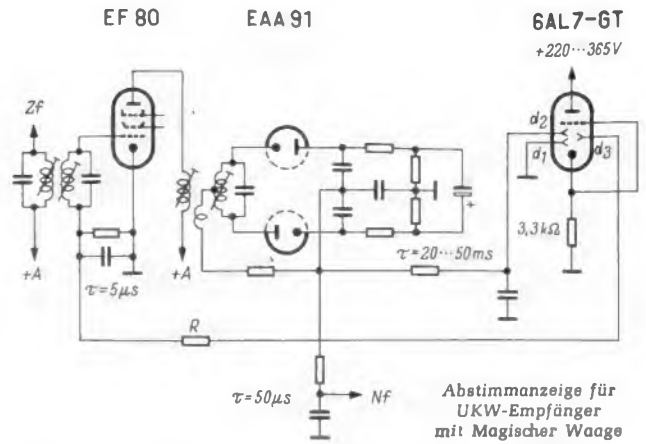 EF 80
EAA 91
6AL7-GT
+220···365V
Zf
d2
d1
d3
+A
+A
3,3kΩ
τ=5μs
τ=20···50ms
+
R
τ=50μs
Nf
Abstimmanzeige für
UKW-Empfänger
mit Magischer Waage